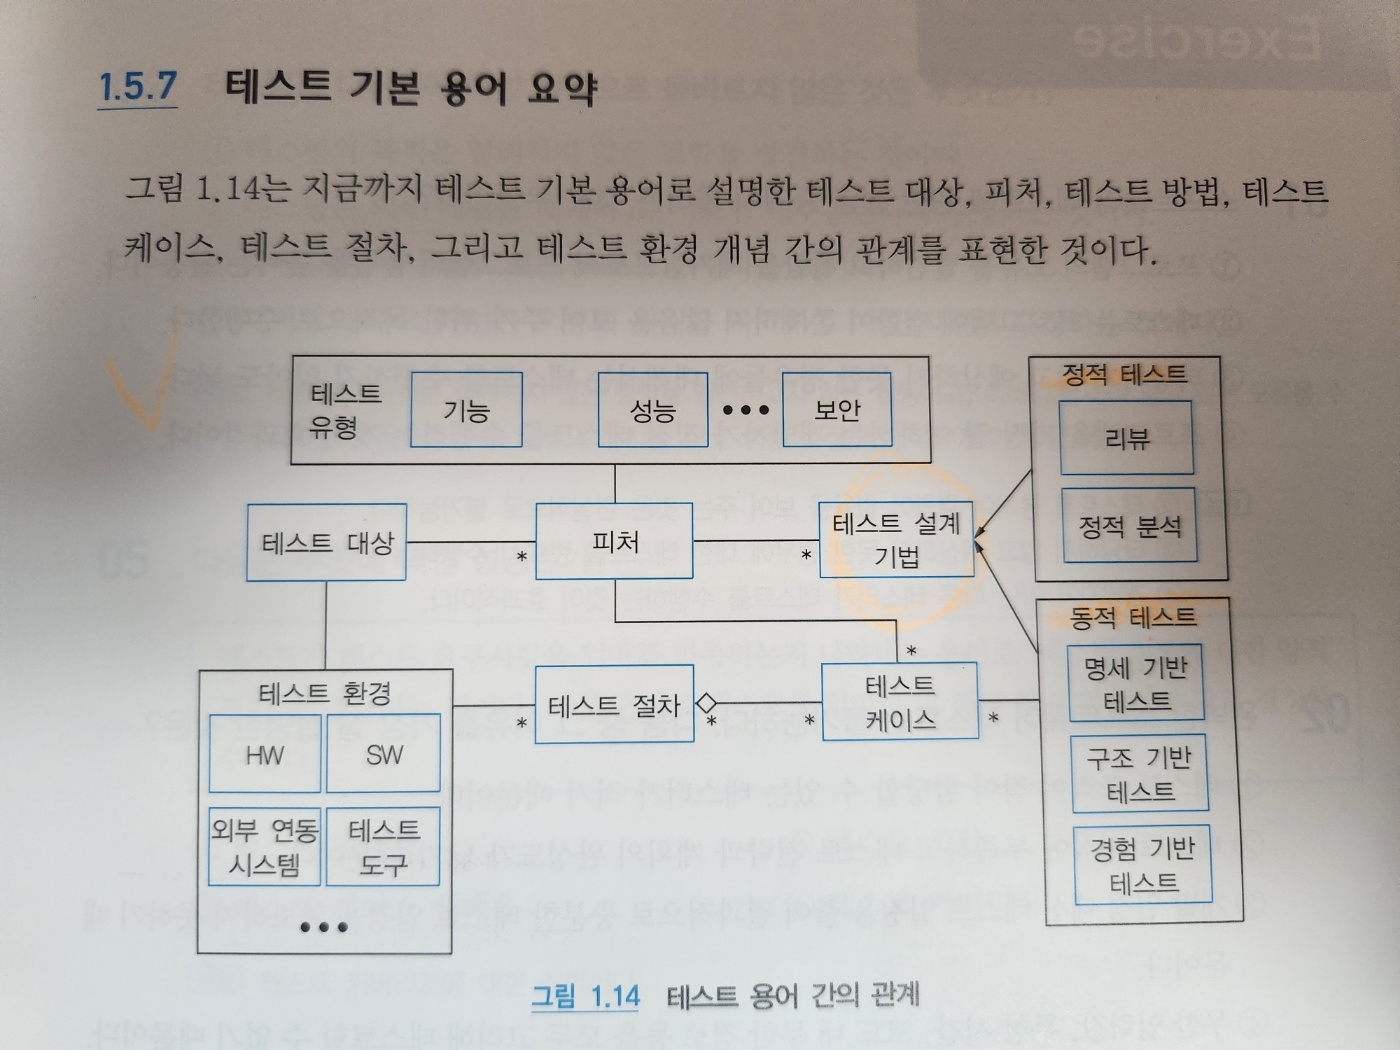 Exercise
1.5.7 테스트 기본 용어 요약
그림 1.14는 지금까지 테스트 기본 용어로 설명한 테스트 대상, 피처, 테스트 방법, 테스트
케이스, 테스트 절차, 그리고 테스트 환경 개념 간의 관계를 표현한 것이다.
테스트
유형
기능
성능
•••
보안
정적 테스트
리뷰
정적 분석
테스트 대상
*
피처
*
테스트 설계
기법
동적 테스트
명세 기반
테스트
구조 기반
테스트
경험 기반
테스트
테스트 환경
HW
SW
외부 연동
시스템
테스트
도구
•••
*
테스트 절차
*
*
*
테스트
케이스
*
그림 1.14 테스트 용어 간의 관계